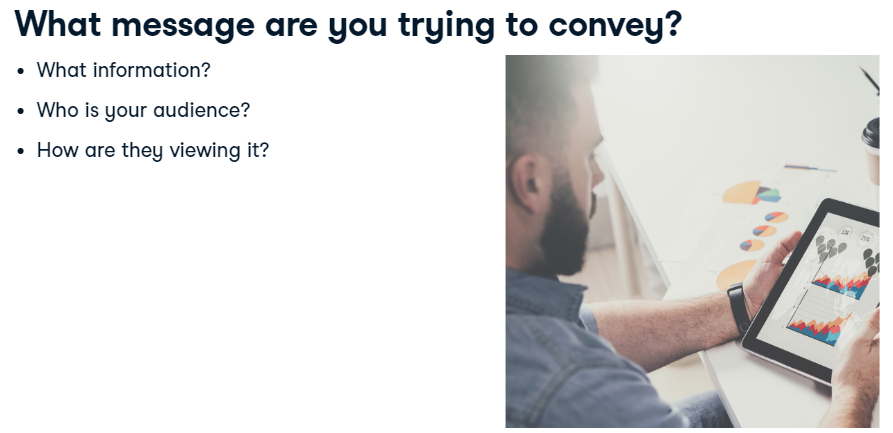 What message are you trying to convey?
• What information?
• Who is your audience?
• How are they viewing it?